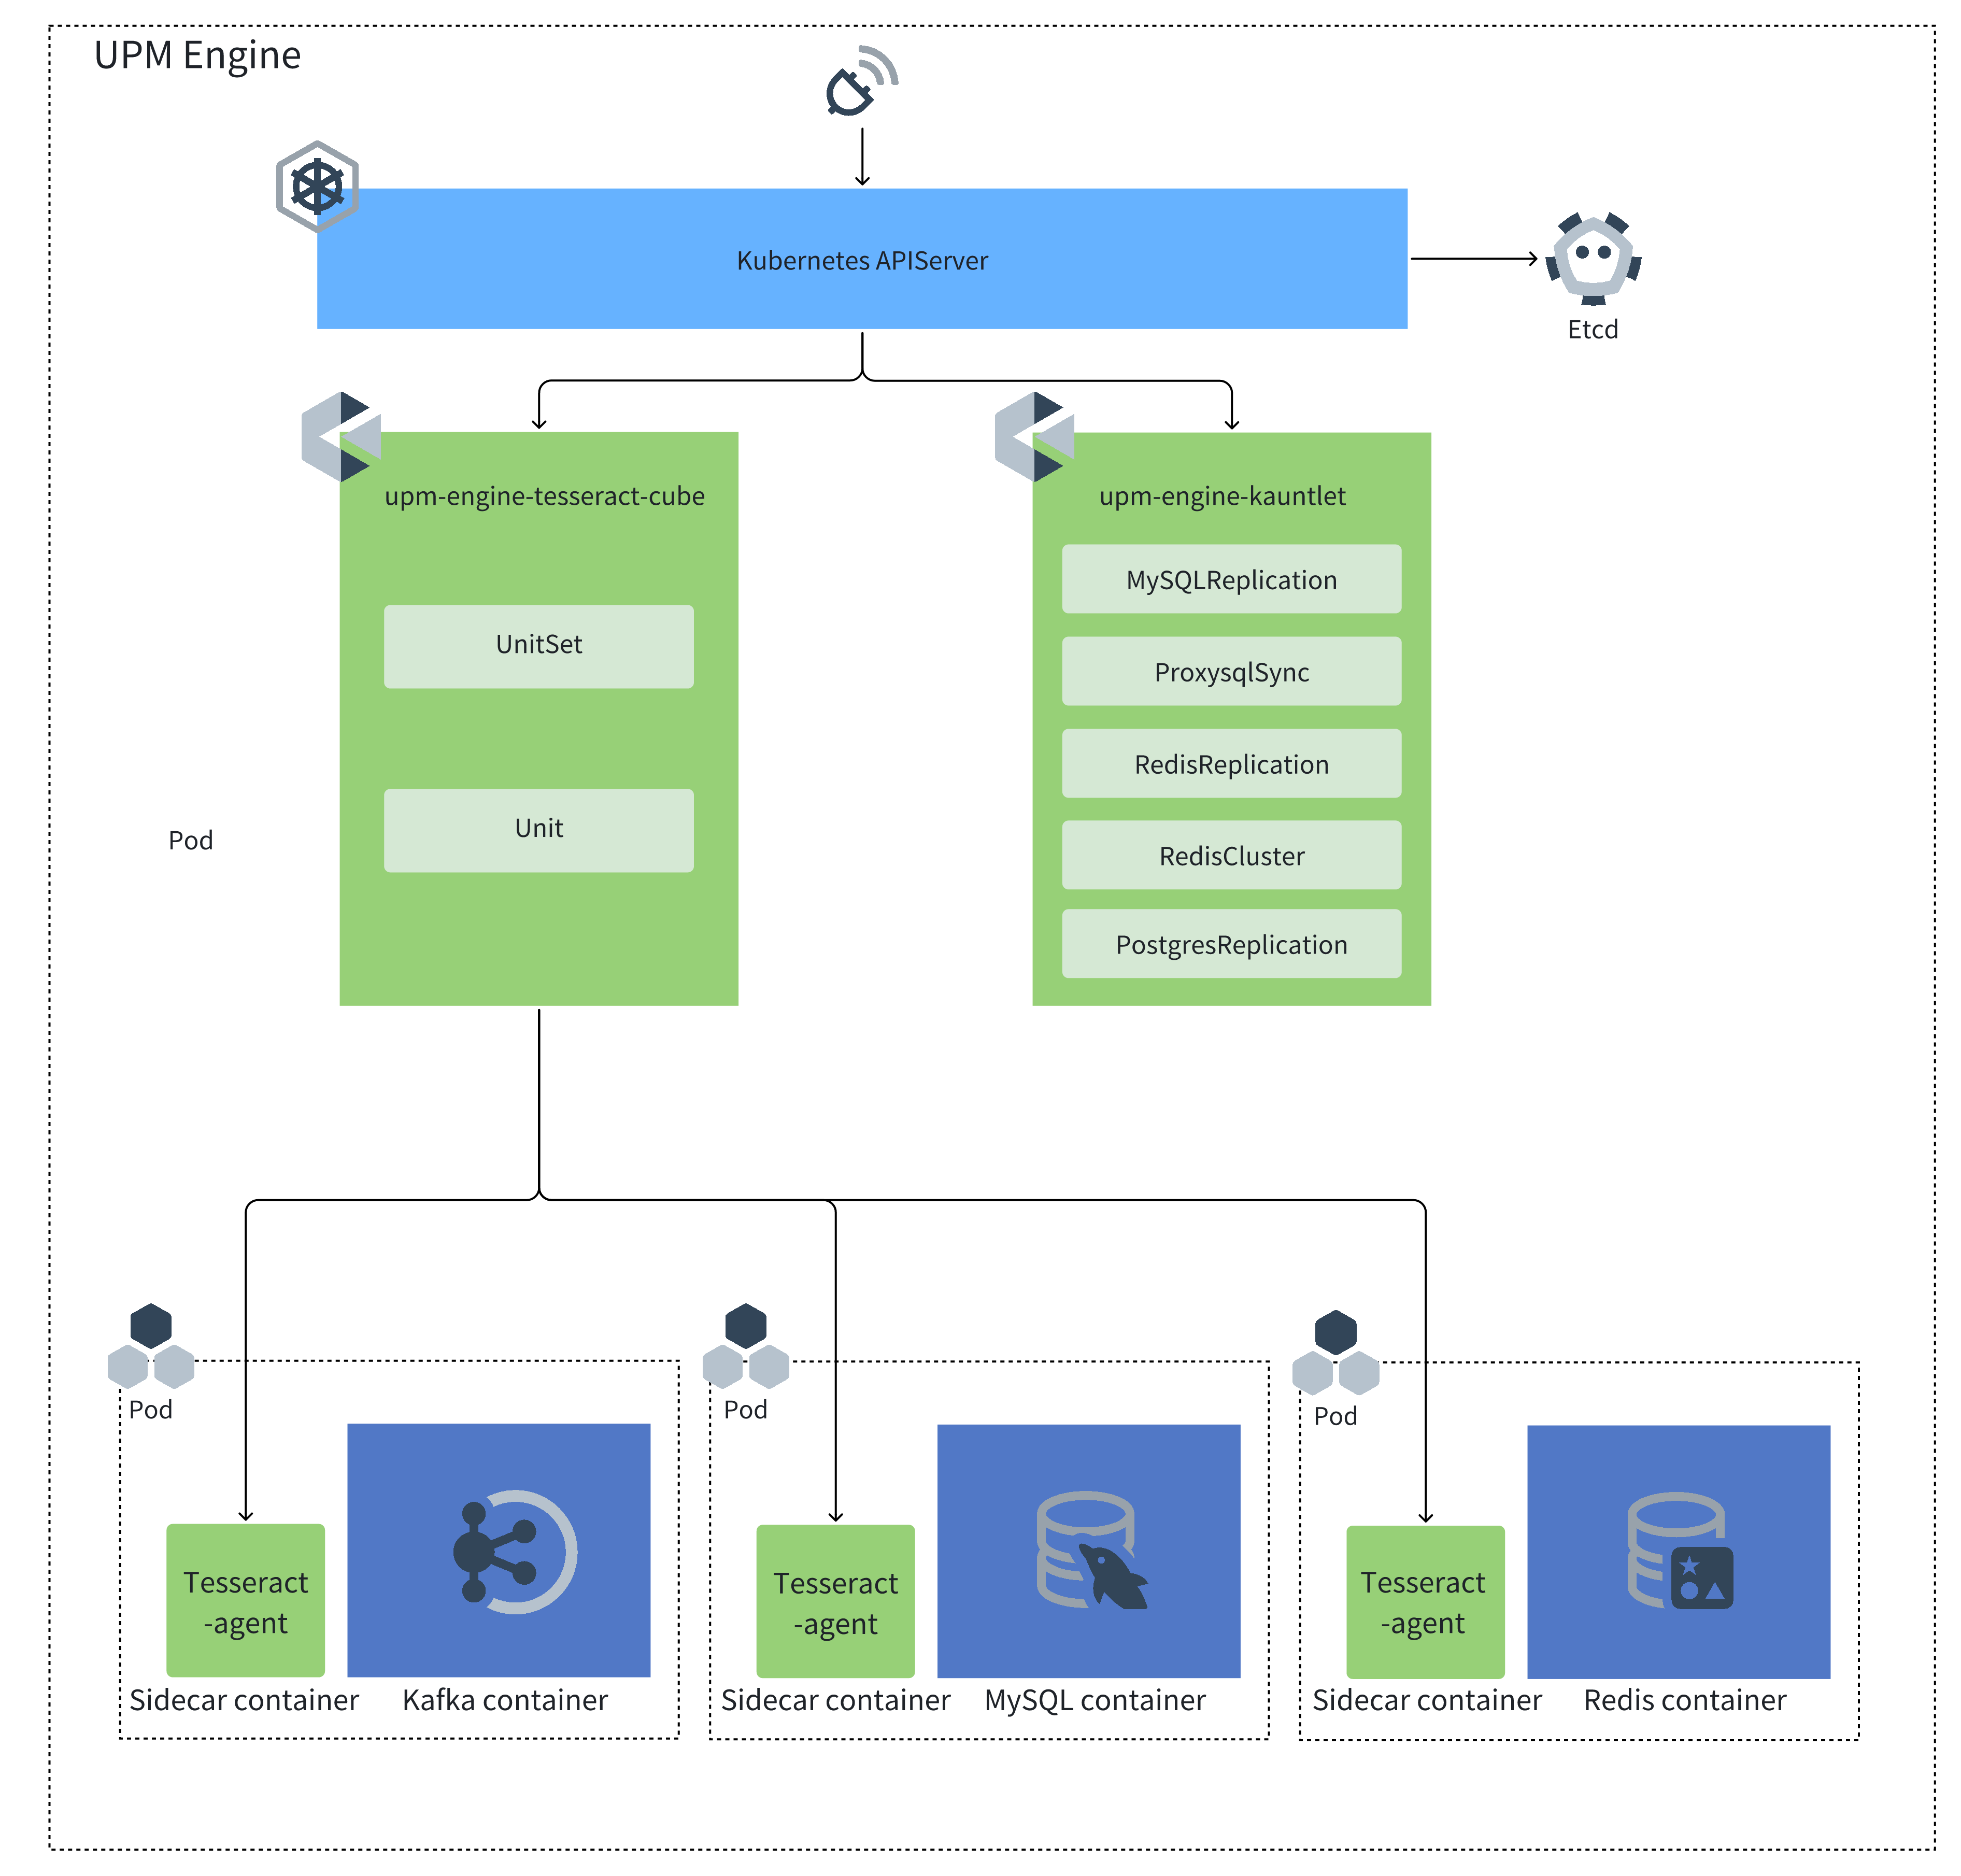 UPM Engine
Kubernetes APIServer
Etcd
upm-engine-tesseract-cube
UnitSet
Unit
upm-engine-kauntlet
MySQLReplication
ProxysqlSync
RedisReplication
RedisCluster
PostgresReplication
Pod
Pod
Tesseract
-agent
Sidecar container
Kafka container
Pod
Tesseract
-agent
Sidecar container
MySQL container
Pod
Tesseract
-agent
Sidecar container
Redis container